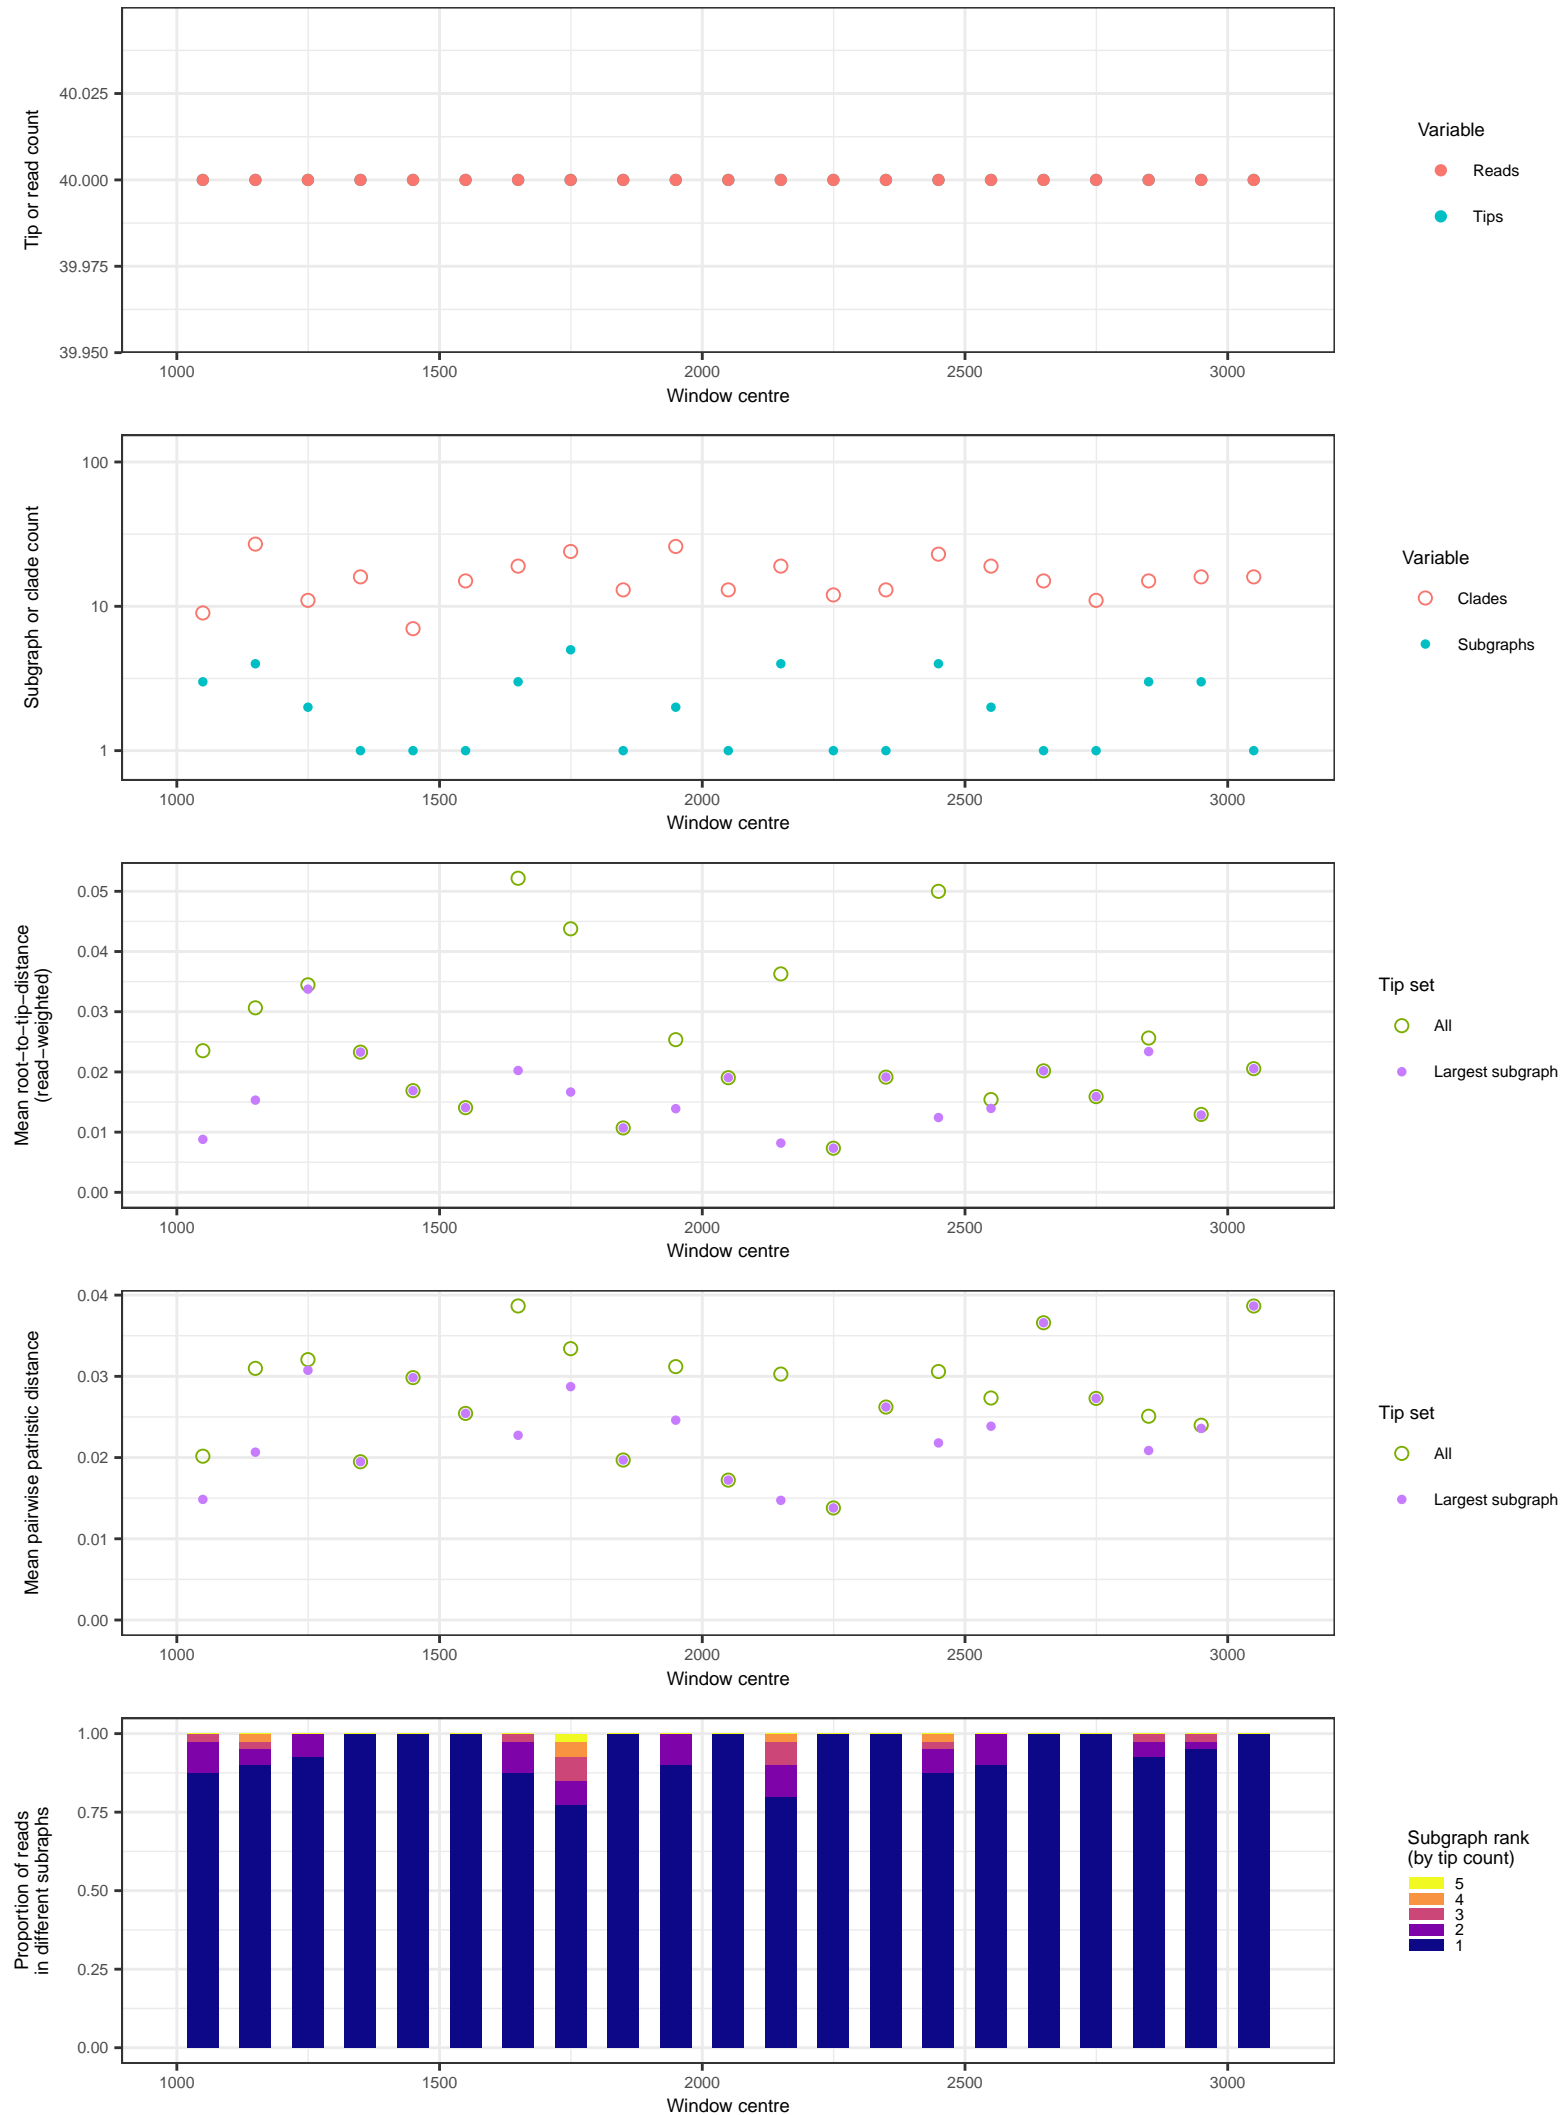 Tip or read count
40.025
40.000
39.975
39.950
1000
1500
2000
2500
3000
Window centre
Variable
Reads
Tips
Subgraph or clade count
100
10
1
1000
1500
2000
2500
3000
Window centre
Variable
Clades
Subgraphs
Mean root−to−tip−distance
(read−weighted)
0.05
0.04
0.03
0.02
0.01
0.00
1000
1500
2000
2500
3000
Window centre
Tip set
All
Largest subgraph
Mean pairwise patristic distance
0.04
0.03
0.02
0.01
0.00
1000
1500
2000
2500
3000
Window centre
Tip set
All
Largest subgraph
Proportion of reads
in different subraphs
1.00
0.75
0.50
0.25
0.00
1000
1500
2000
2500
3000
Window centre
Subgraph rank
(by tip count)
5
4
3
2
1